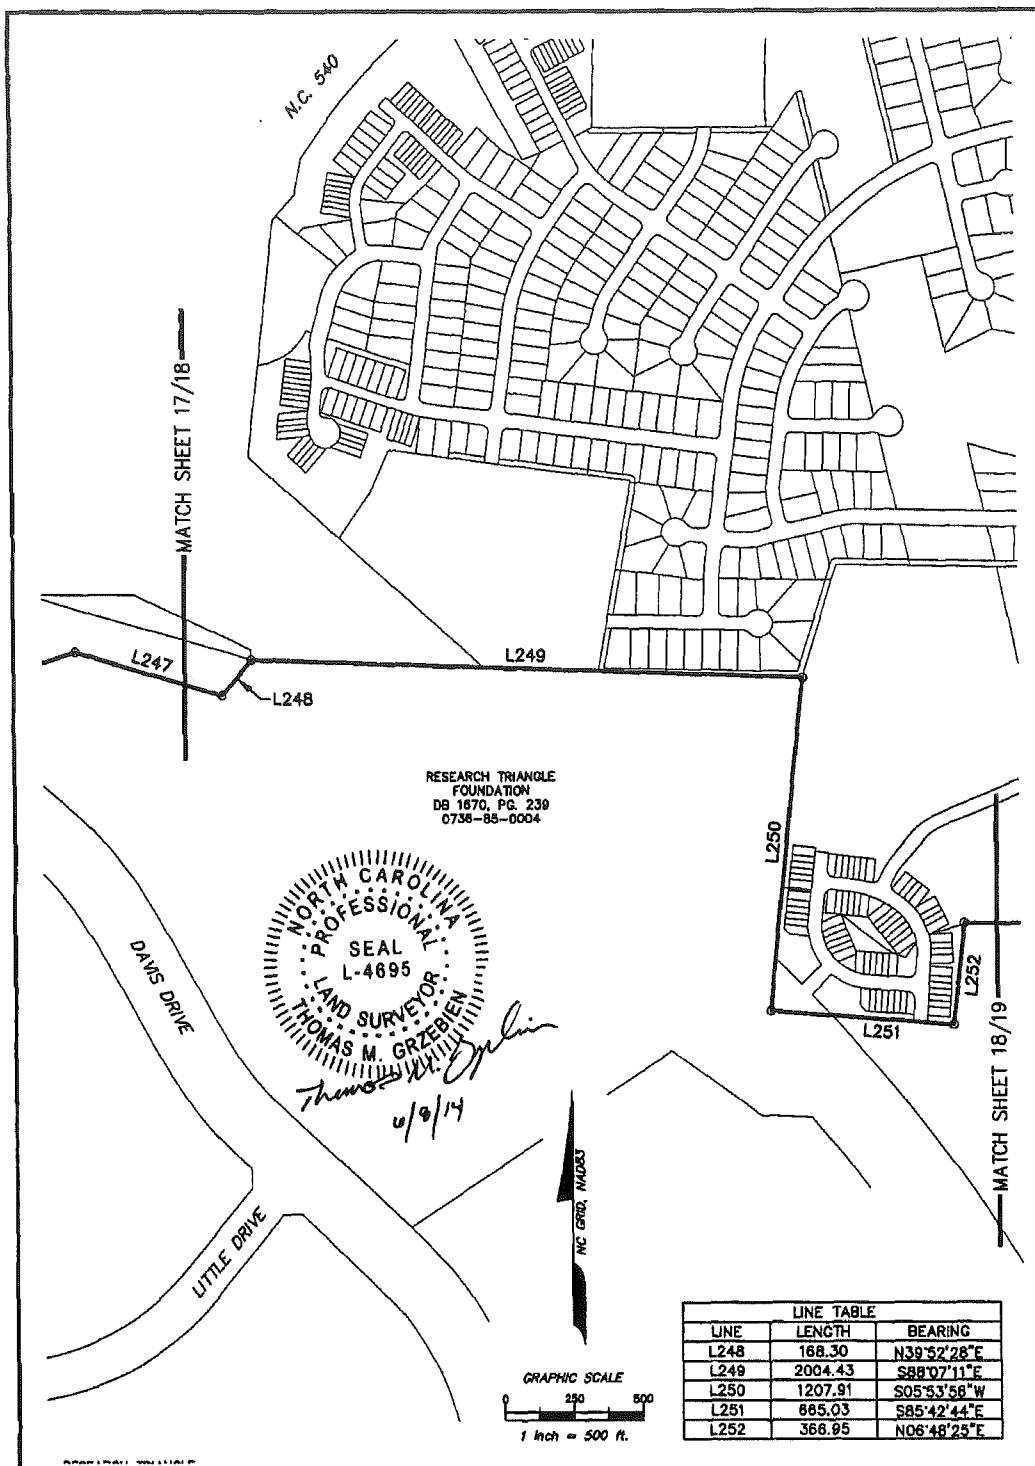 N.C. 540
MATCH SHEET 17/18
L247
L248
L249
RESEARCH TRIANGLE
FOUNDATION
DB 1670, PG. 239
0736-85-0004
L250
L251
L252
MATCH SHEET 18/19
NORTH CAROLINA
PROFESSIONAL
SEAL
L-4695
LAND SURVEYOR
THOMAS M. GRZEBIEN
6/8/14
DAVIS DRIVE
LITTLE DRIVE
NC GRID, NAD83
GRAPHIC SCALE
0 250 500
1 inch = 500 ft.
LINE TABLE
LINE LENGTH BEARING
L248 168.30 N39°52'28"E
L249 2004.43 S88°07'11"E
L250 1207.91 S05°53'56"W
L251 665.03 S85°42'44"E
L252 366.95 N06°48'25"E
RESEARCH TRIANGLE